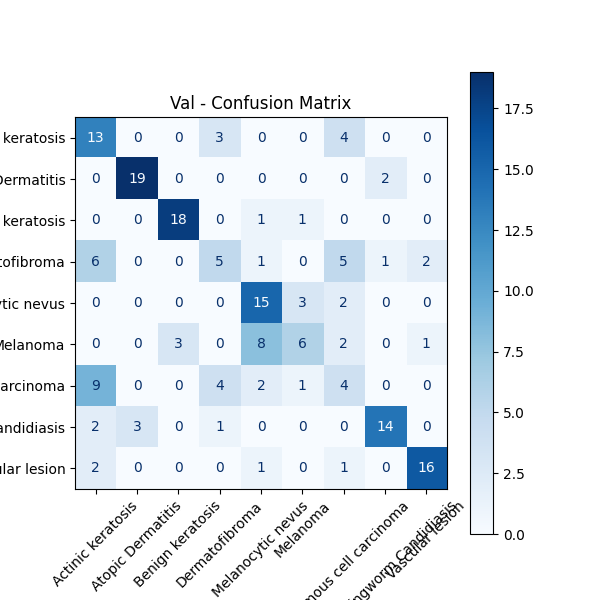 Val - Confusion Matrix
keratosis 13 0 0 3 0 0 4 0 0
Dermatitis 0 19 0 0 0 0 0 2 0
keratosis 0 0 18 0 1 1 0 0 0
tofibroma 6 0 0 5 1 0 5 1 2
ytic nevus 0 0 0 0 15 3 2 0 0
Melanoma 0 0 3 0 8 6 2 0 1
arcinoma 9 0 0 4 2 1 4 0 0
andidiasis 2 3 0 1 0 0 0 14 0
ular lesion 2 0 0 0 1 0 1 0 16
Actinic keratosis
Atopic Dermatitis
Benign keratosis
Dermatofibroma
Melanocytic nevus
Melanoma
mous cell carcinoma
ngworm Candidiasis
Vascular lesion
17.5
15.0
12.5
10.0
7.5
5.0
2.5
0.0